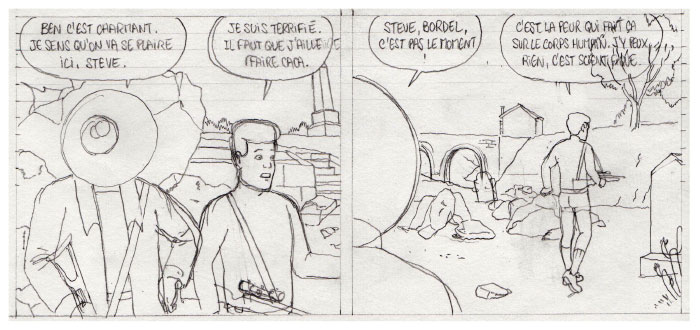 BEN C'EST CHARMANT.
JE SENS QU'ON VA SE PLAIRE
ICI, STEVE.
JE SUIS TERRIFIÉ.
IL FAUT QUE J'AILLE
FAIRE CACA.
STEVE, BORDEL,
C'EST PAS LE MOMENT
!
C'EST LA PEUR QUI FAIT ÇA
SUR LE CORPS HUMAIN. J'Y PEUX
RIEN, C'EST SCIENTIFIQUE.